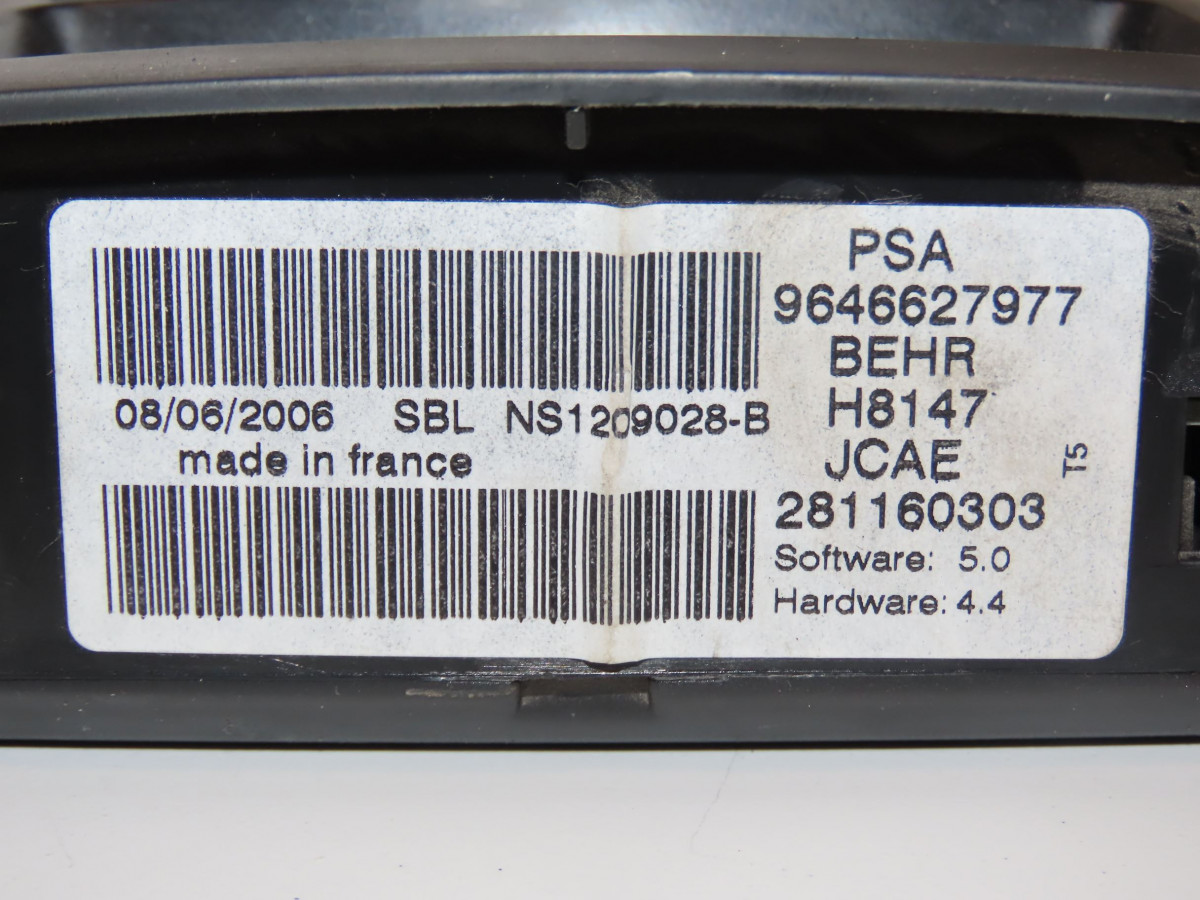 08/06/2006 SBL NS1209028-B
made in france
PSA
9646627977
BEHR
H8147
JCAE
T5
281160303
Software: 5.0
Hardware: 4.4